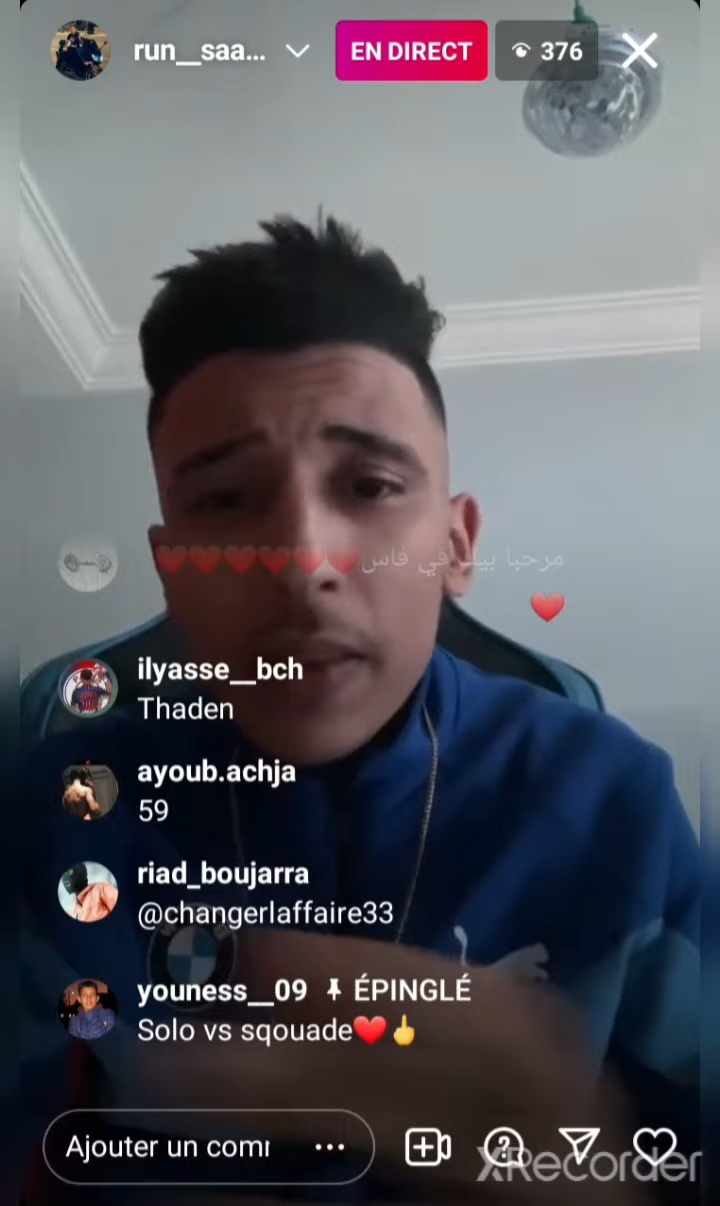 run__saa...
EN DIRECT
376
❤️❤️❤️❤️❤️❤️مرحبا بيك في فاس
ilyasse__bch
Thaden
ayoub.achja
59
riad_boujarra
@changerlaffaire33
youness__09 ÉPINGLÉ
Solo vs sqouade❤️🖕
Ajouter un com
XRecorder